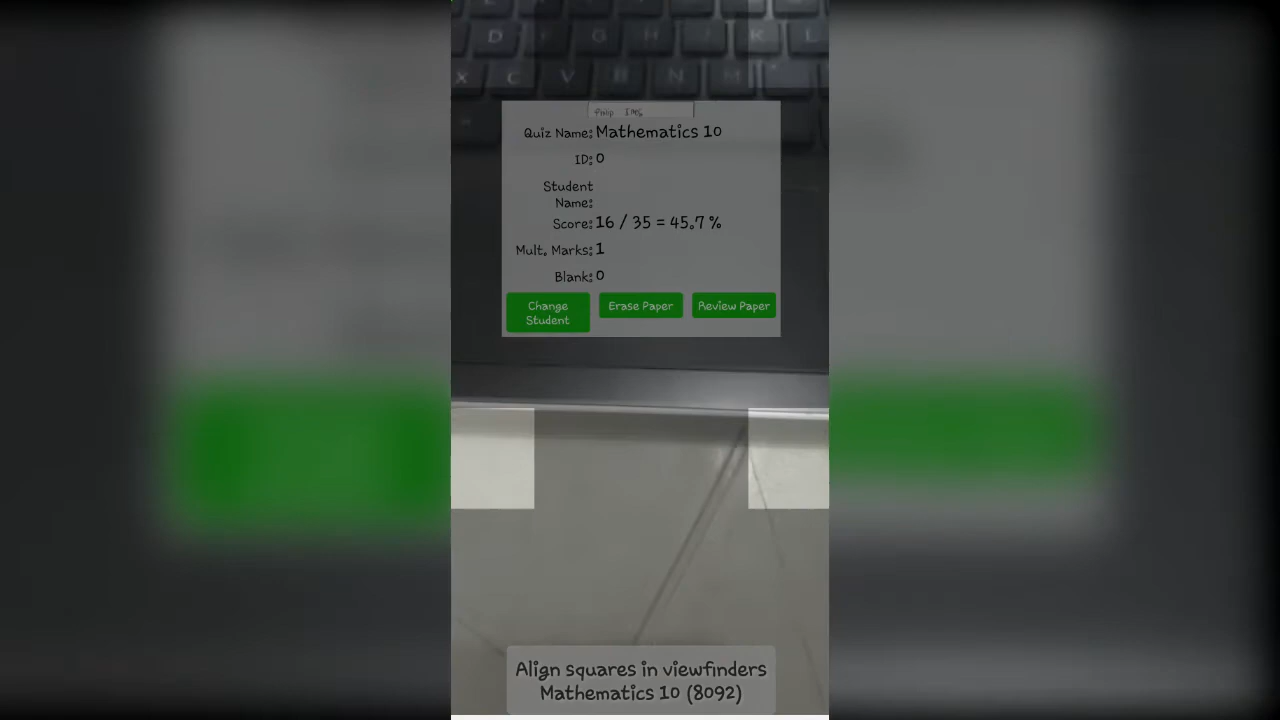 D F G H J K L
X C V B N M
Philip
Quiz Name: Mathematics 10
ID: 0
Student
Name:
Score: 16 / 35 = 45.7 %
Mult. Marks: 1
Blank: 0
Change
Student
Erase Paper
Review Paper
Align squares in viewfinders
Mathematics 10 (8092)